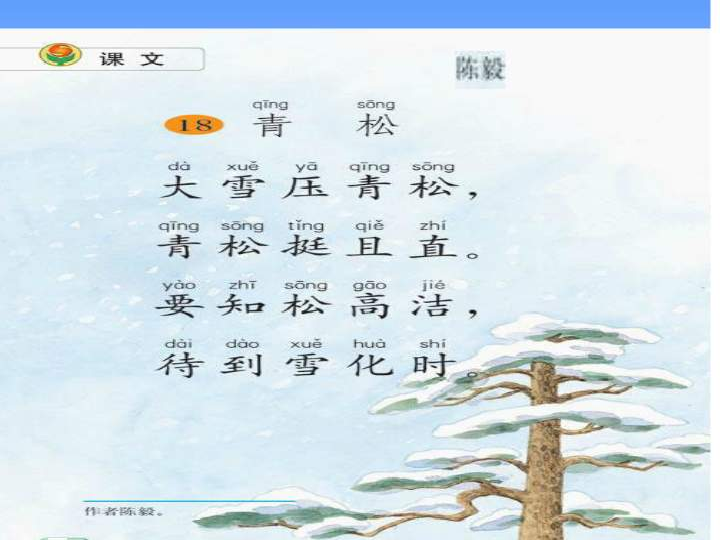 课文
陈毅
qīng sōng
18 青 松
dà xuě yā qīng sōng
大雪压青松，
qīng sōng tǐng qiě zhí
青松挺且直。
yào zhī sōng gāo jié
要知松高洁，
dài dào xuě huà shí
待到雪化时。
作者陈毅。